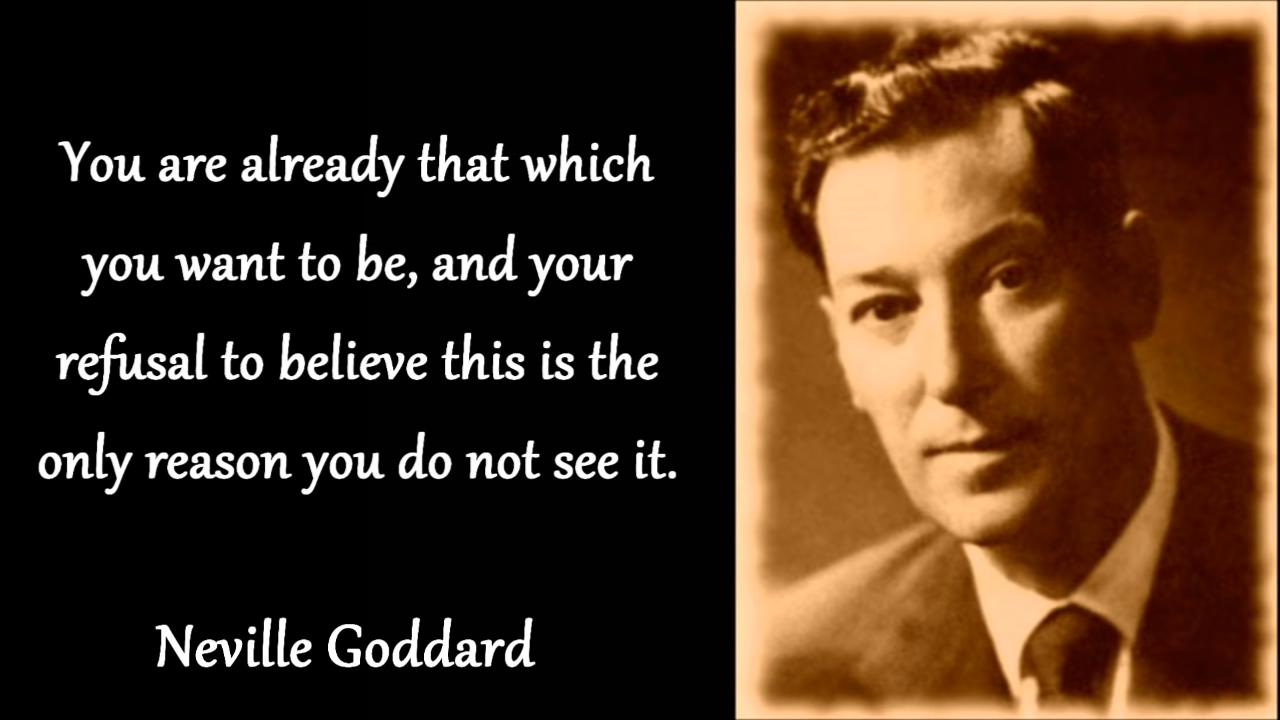 You are already that which
you want to be, and your
refusal to believe this is the
only reason you do not see it.
Neville Goddard